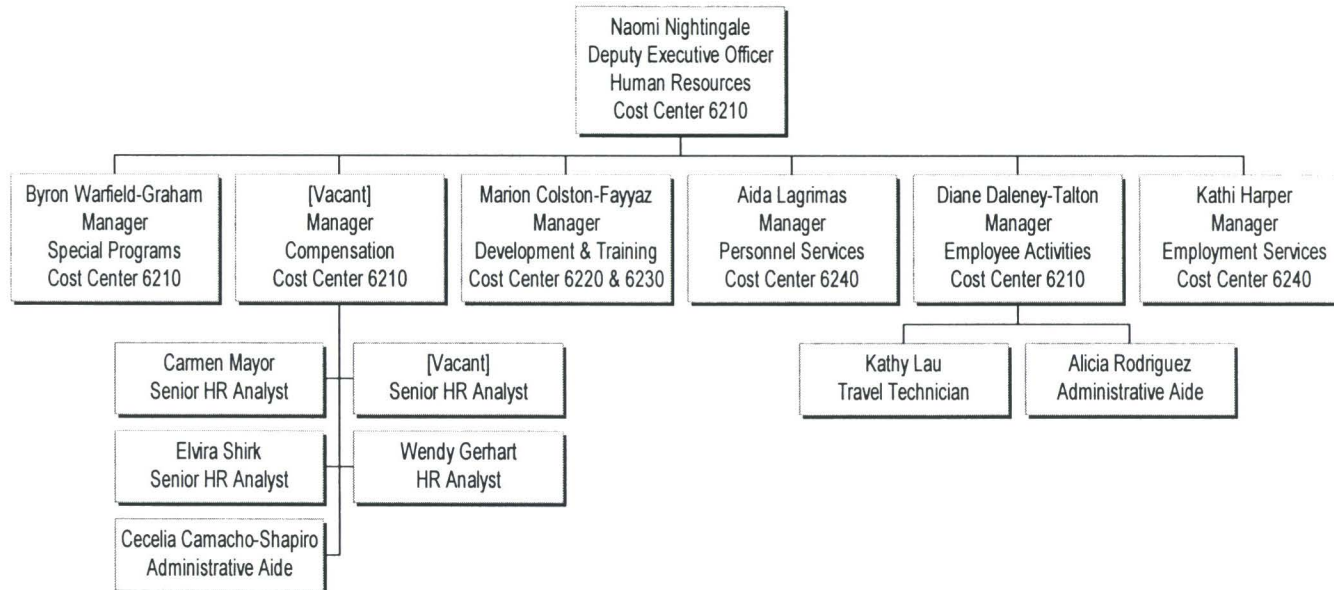 Naomi Nightingale
Deputy Executive Officer
Human Resources
Cost Center 6210
Byron Warfield-Graham
Manager
Special Programs
Cost Center 6210
[Vacant]
Manager
Compensation
Cost Center 6210
Marion Colston-Fayyaz
Manager
Development & Training
Cost Center 6220 & 6230
Aida Lagrimas
Manager
Personnel Services
Cost Center 6240
Diane Daleney-Talton
Manager
Employee Activities
Cost Center 6210
Kathi Harper
Manager
Employment Services
Cost Center 6240
Carmen Mayor
Senior HR Analyst
[Vacant]
Senior HR Analyst
Kathy Lau
Travel Technician
Alicia Rodriguez
Administrative Aide
Elvira Shirk
Senior HR Analyst
Wendy Gerhart
HR Analyst
Cecelia Camacho-Shapiro
Administrative Aide